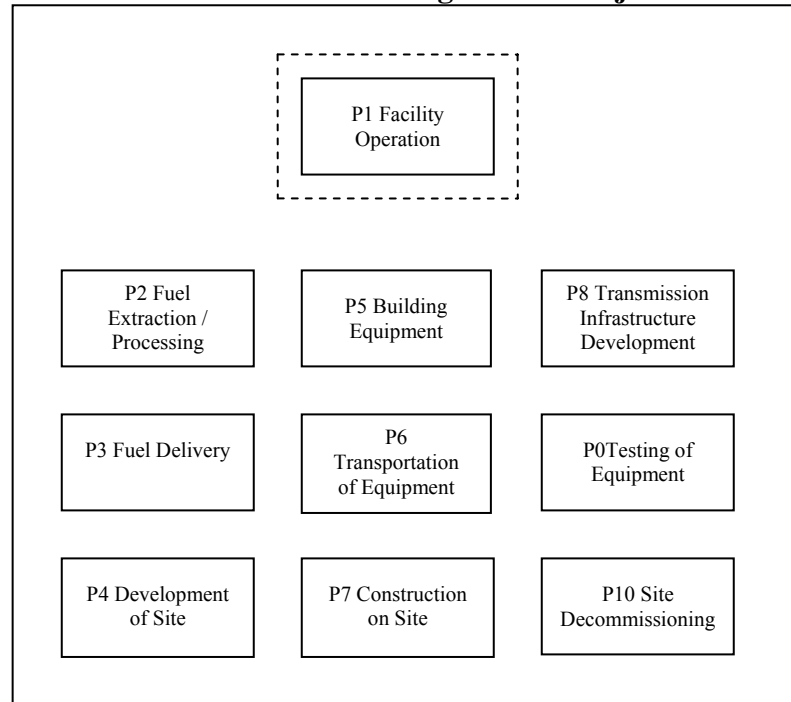 P1 Facility
Operation
P2 Fuel
Extraction /
Processing
P5 Building
Equipment
P8 Transmission
Infrastructure
Development
P3 Fuel Delivery
P6
Transportation
of Equipment
P0Testing of
Equipment
P4 Development
of Site
P7 Construction
on Site
P10 Site
Decommissioning